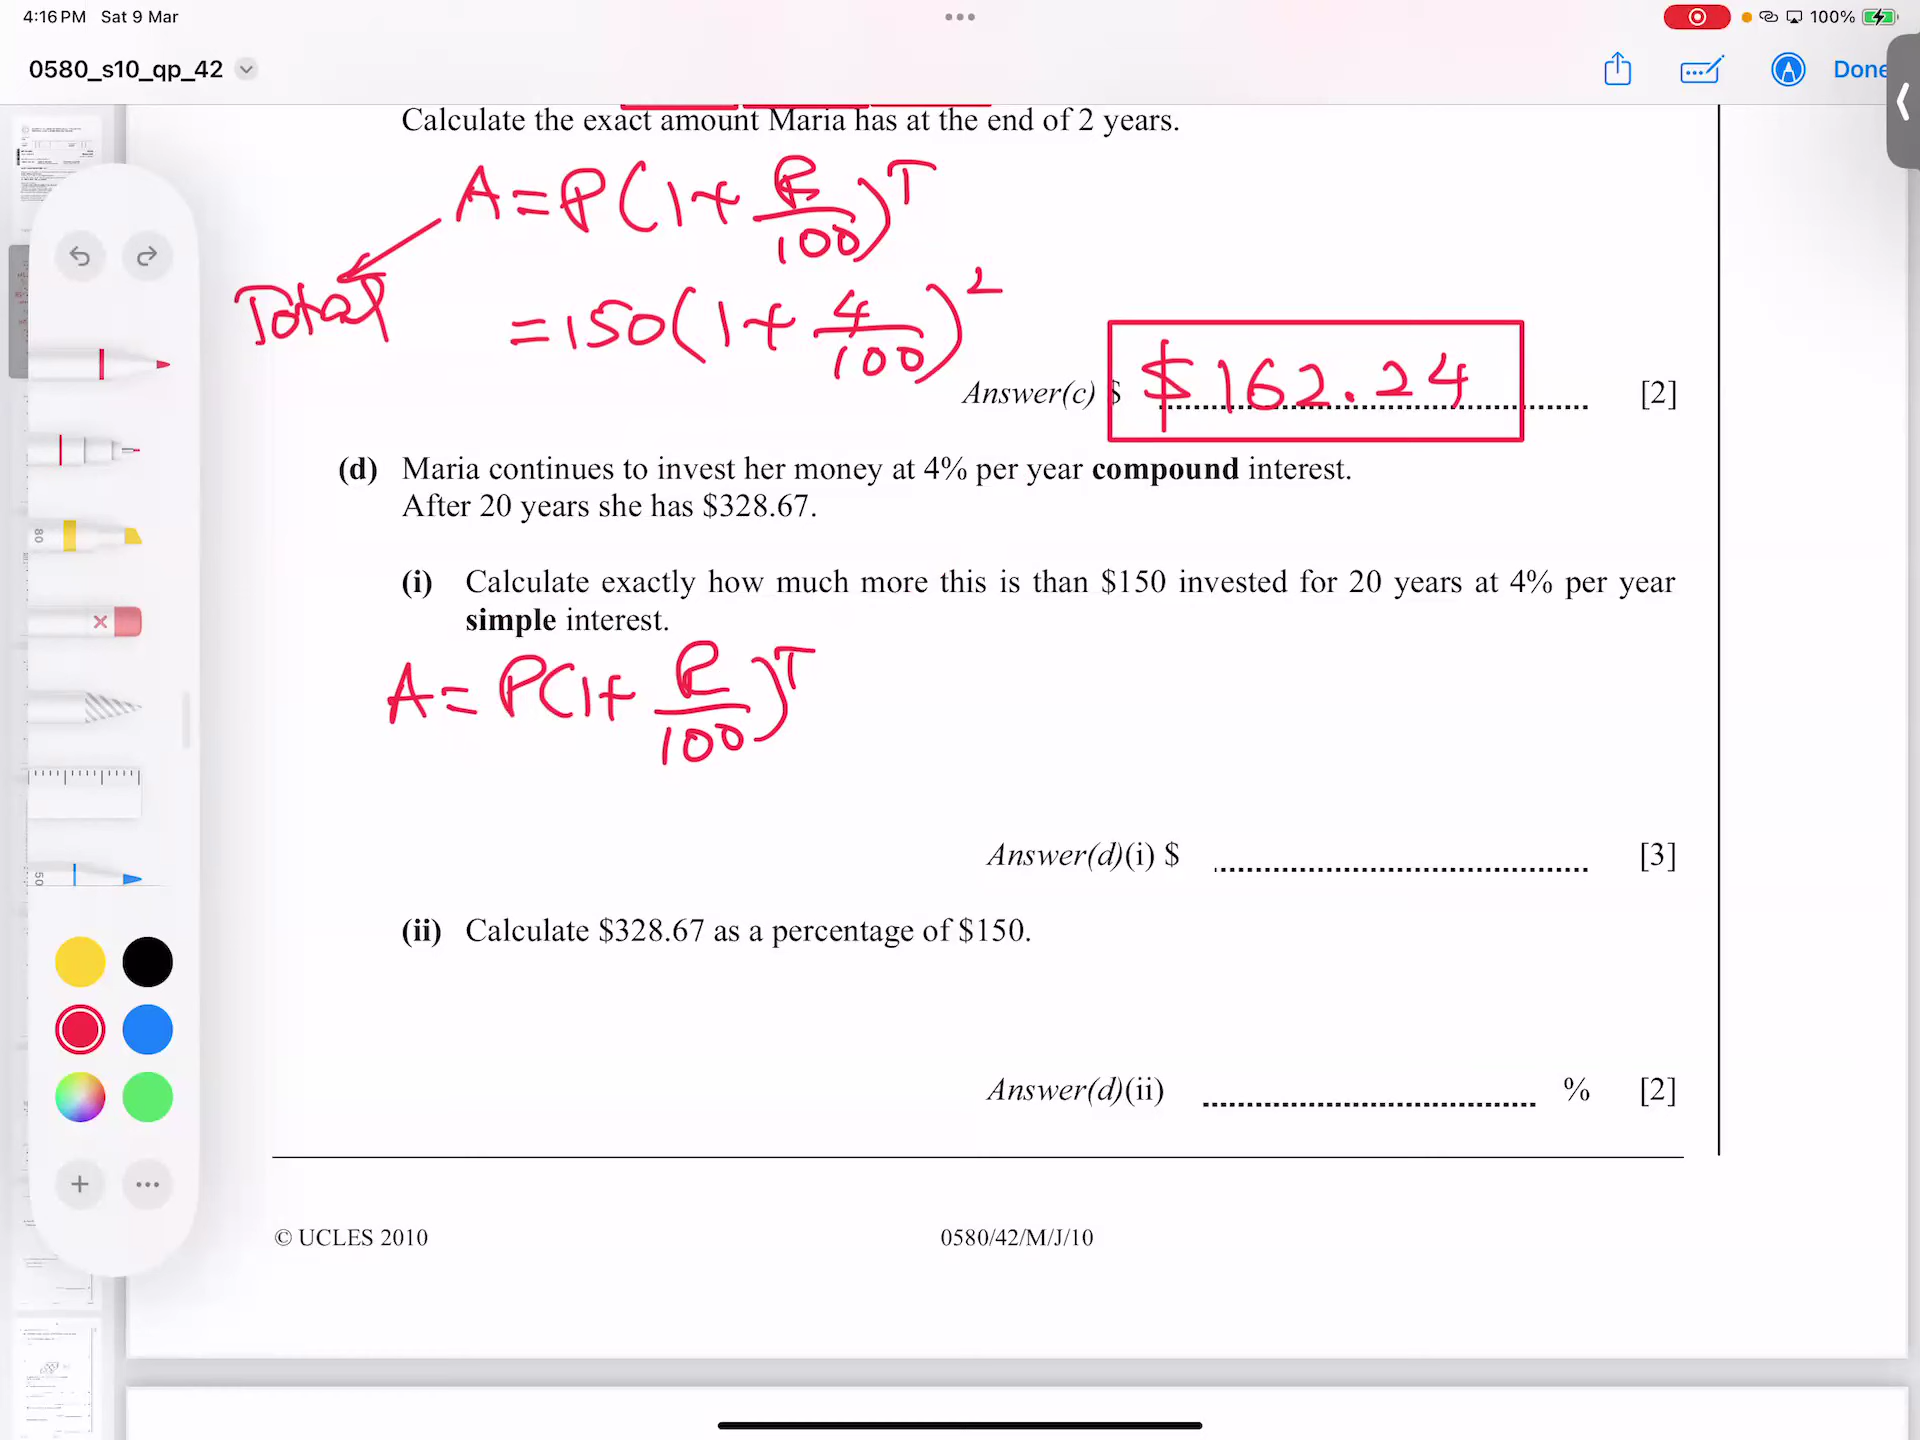 4:16 PM Sat 9 Mar
100%
0580_s10_qp_42
Done
Calculate the exact amount Maria has at the end of 2 years.
A = P(1 + R/100)^T
Total
= 150(1 + 4/100)^2
Answer(c) $ $162.24 [2]
(d) Maria continues to invest her money at 4% per year compound interest.
After 20 years she has $328.67.
(i) Calculate exactly how much more this is than $150 invested for 20 years at 4% per year
simple interest.
A = P(1 + R/100)^T
Answer(d)(i) $ [3]
(ii) Calculate $328.67 as a percentage of $150.
Answer(d)(ii) % [2]
80
50
© UCLES 2010
0580/42/M/J/10